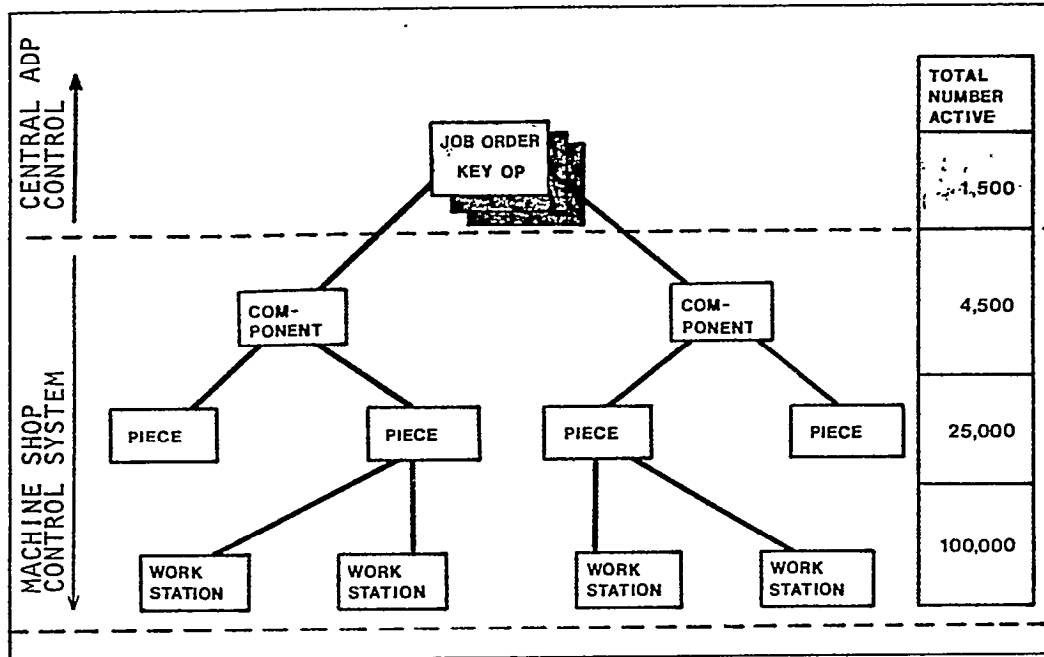 CENTRAL ADP
CONTROL
TOTAL
NUMBER
ACTIVE
JOB ORDER
KEY OP
1,500
MACHINE SHOP
CONTROL SYSTEM
COM-
PONENT
COM-
PONENT
4,500
PIECE
PIECE
PIECE
PIECE
25,000
WORK
STATION
WORK
STATION
WORK
STATION
WORK
STATION
100,000